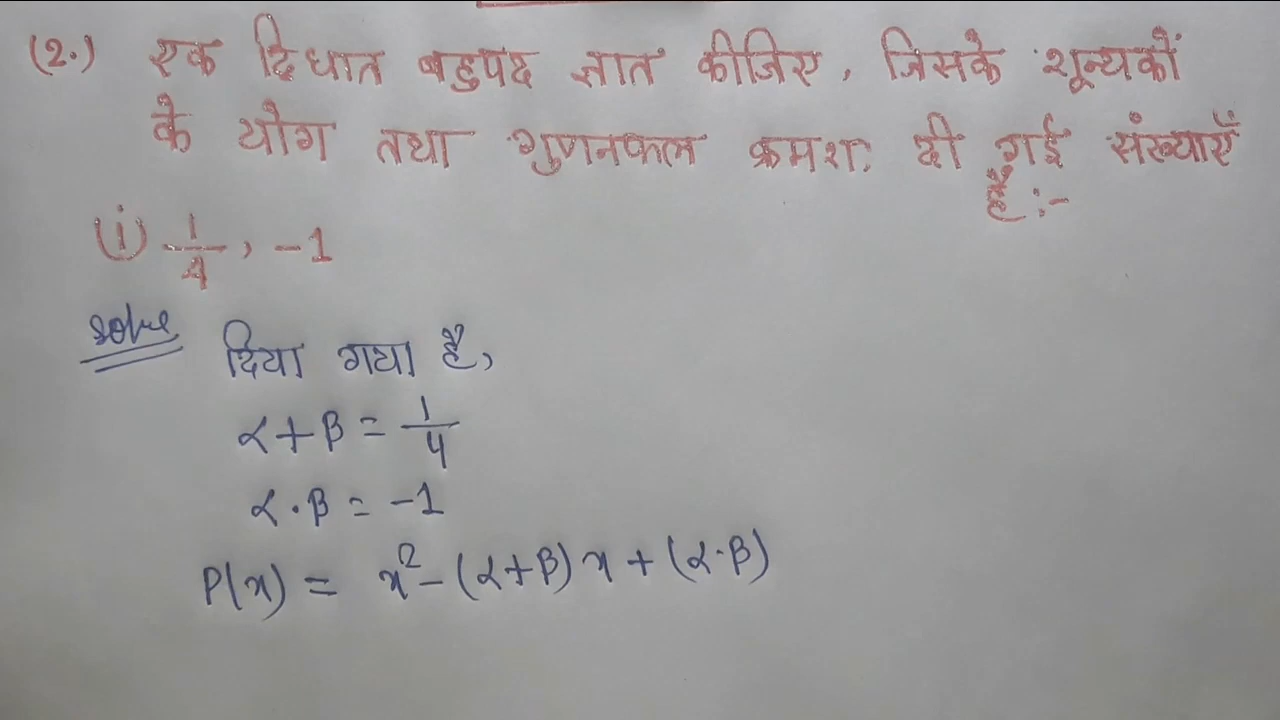 (2.) एक द्विघात बहुपद ज्ञात कीजिए, जिसके शून्यकों
के योग तथा गुणनफल क्रमशः दी गई संख्याएँ
हैं :-
(i) 1/4, -1
solve
दिया गया है,
α+β = 1/4
α·β = -1
P(x) = x² - (α+β)x + (α·β)